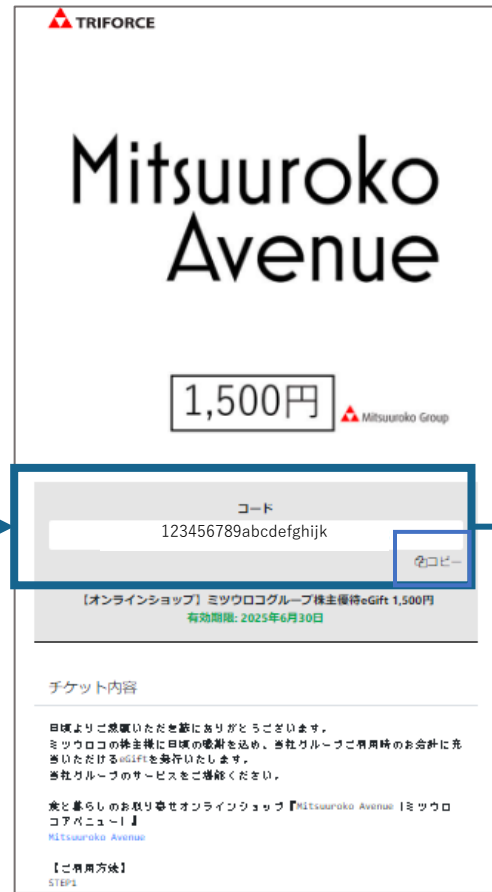 TRIFORCE
Mitsuuroko
Avenue
1,500円
Mitsuuroko Group
コード
123456789abcdefghijk
コピー
【オンラインショップ】ミツウロコグループ株主優待eGift 1,500円
有効期限: 2025年6月30日
チケット内容
日頃よりご愛顧いただき誠にありがとうございます。
ミツウロコの株主様に日頃の感謝を込め、当社グループご利用時のお会計に充
当いただけるeGiftを発行いたします。
当社グループのサービスをご堪能ください。
食と暮らしのお取り寄せオンラインショップ『Mitsuuroko Avenue |ミツウロ
コアベニュー| 』
Mitsuuroko Avenue
【ご利用方法】
STEP1